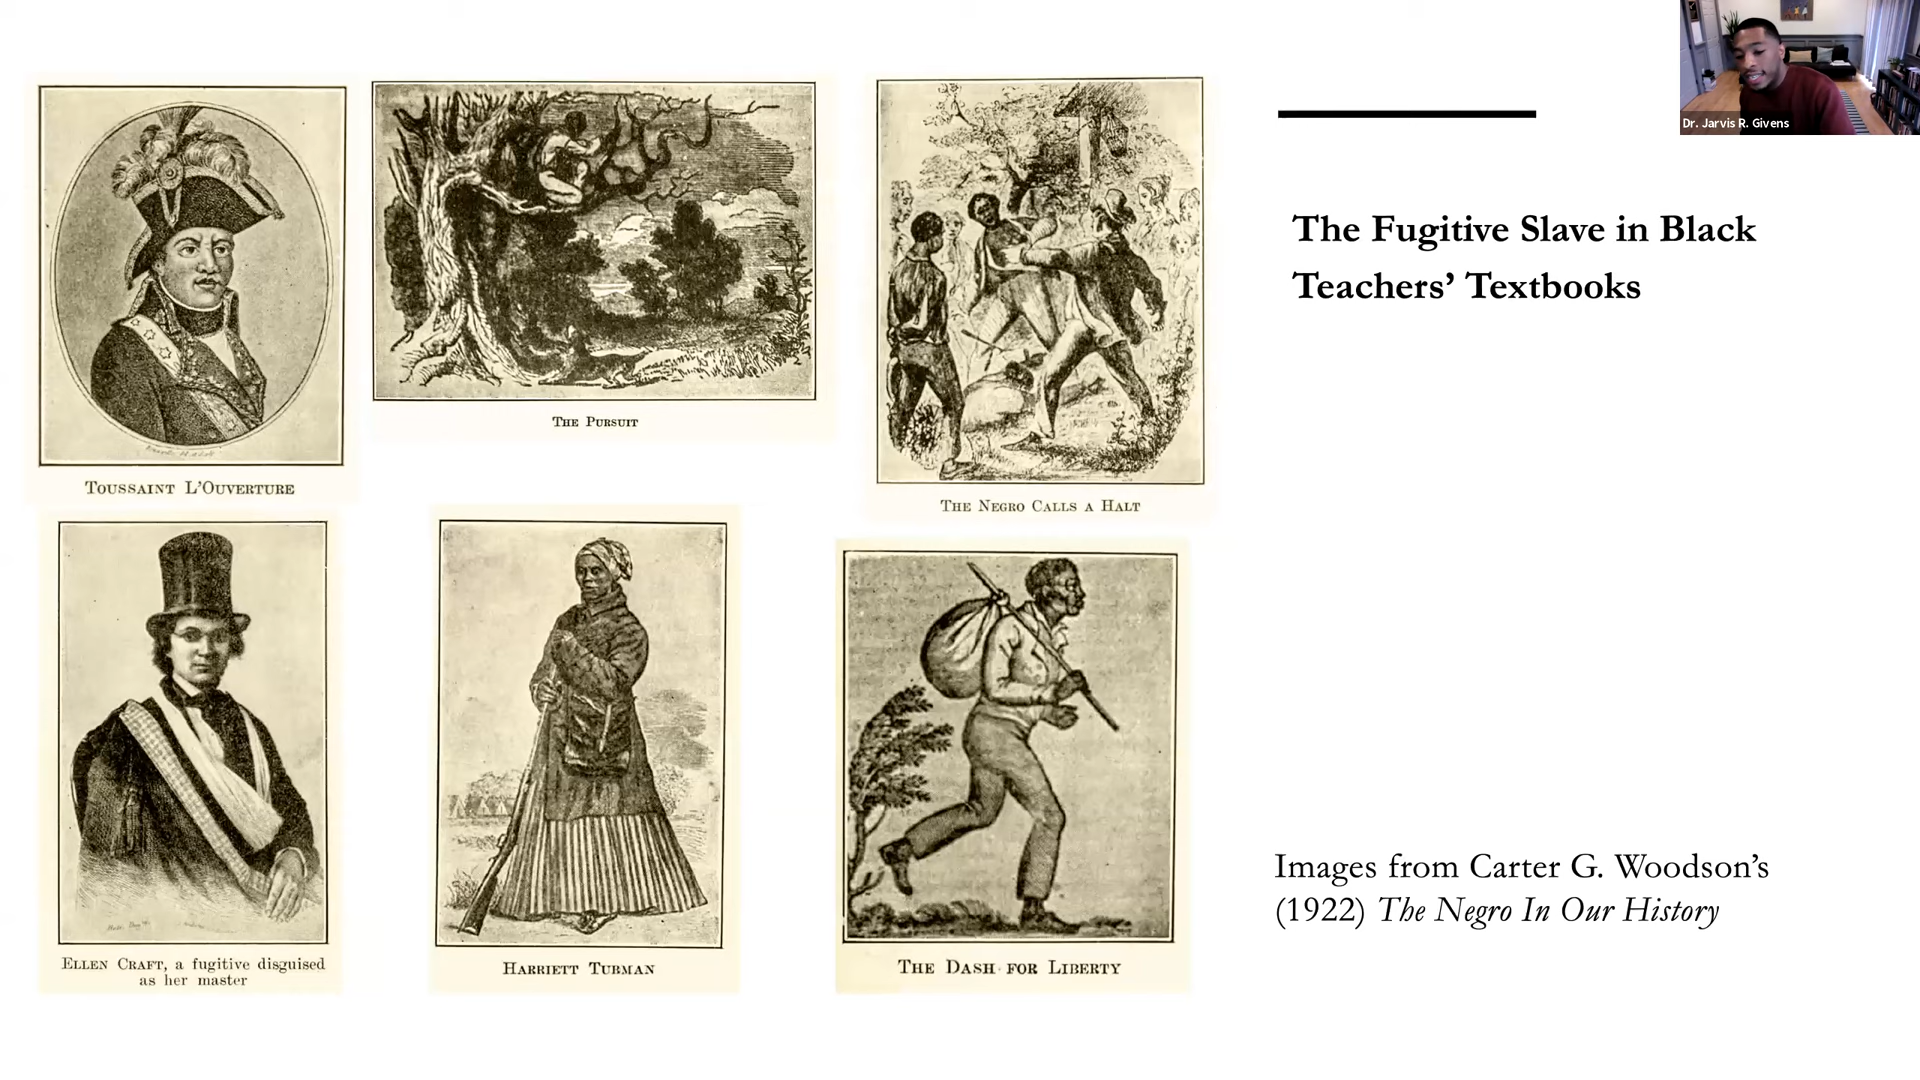 Dr. Jarvis R. Givens
The Fugitive Slave in Black
Teachers’ Textbooks
TOUSSAINT L’OUVERTURE
THE PURSUIT
THE NEGRO CALLS A HALT
ELLEN CRAFT, a fugitive disguised
as her master
HARRIETT TUBMAN
THE DASH FOR LIBERTY
Images from Carter G. Woodson’s
(1922) The Negro In Our History